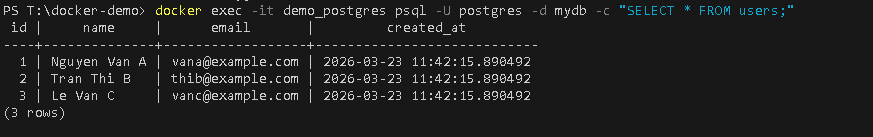 PS T:\docker-demo> docker exec -it demo_postgres psql -U postgres -d mydb -c "SELECT * FROM users;"
 id |     name     |      email       |         created_at
----+--------------+------------------+----------------------------
  1 | Nguyen Van A | vana@example.com | 2026-03-23 11:42:15.890492
  2 | Tran Thi B   | thib@example.com | 2026-03-23 11:42:15.890492
  3 | Le Van C     | vanc@example.com | 2026-03-23 11:42:15.890492
(3 rows)